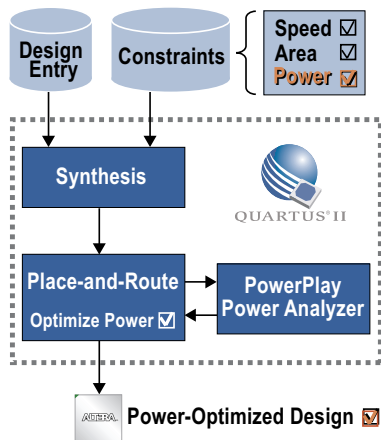 Design
Entry
Constraints
Speed
Area
Power
Synthesis
QUARTUS® II
Place-and-Route
Optimize Power
PowerPlay
Power Analyzer
ALTERA.
Power-Optimized Design